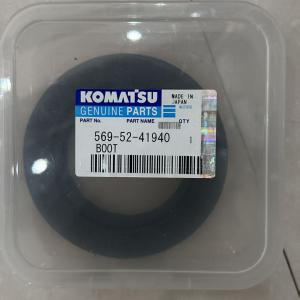 KOMATSU
GENUINE PARTS
MADE IN
JAPAN
PART NO. PART NAME QTY
569-52-41940 1
BOOT